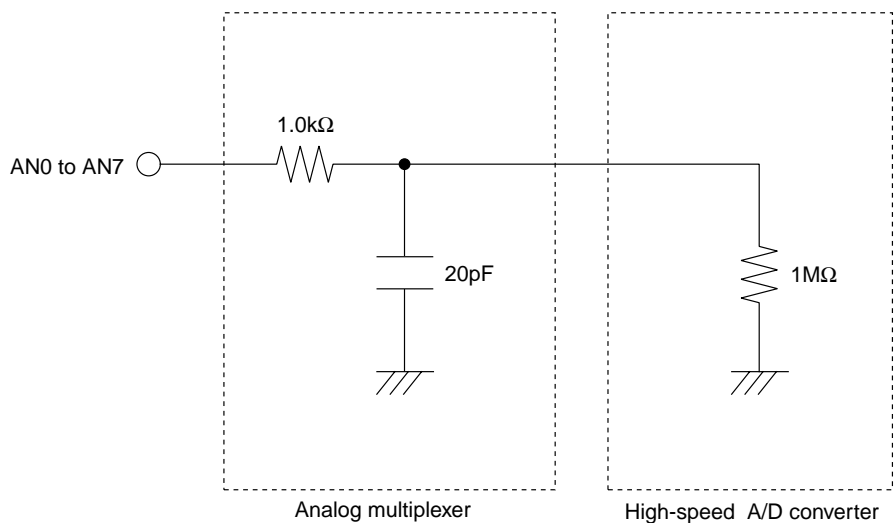 1.0kΩ
AN0 to AN7
20pF
1MΩ
Analog multiplexer
High-speed A/D converter